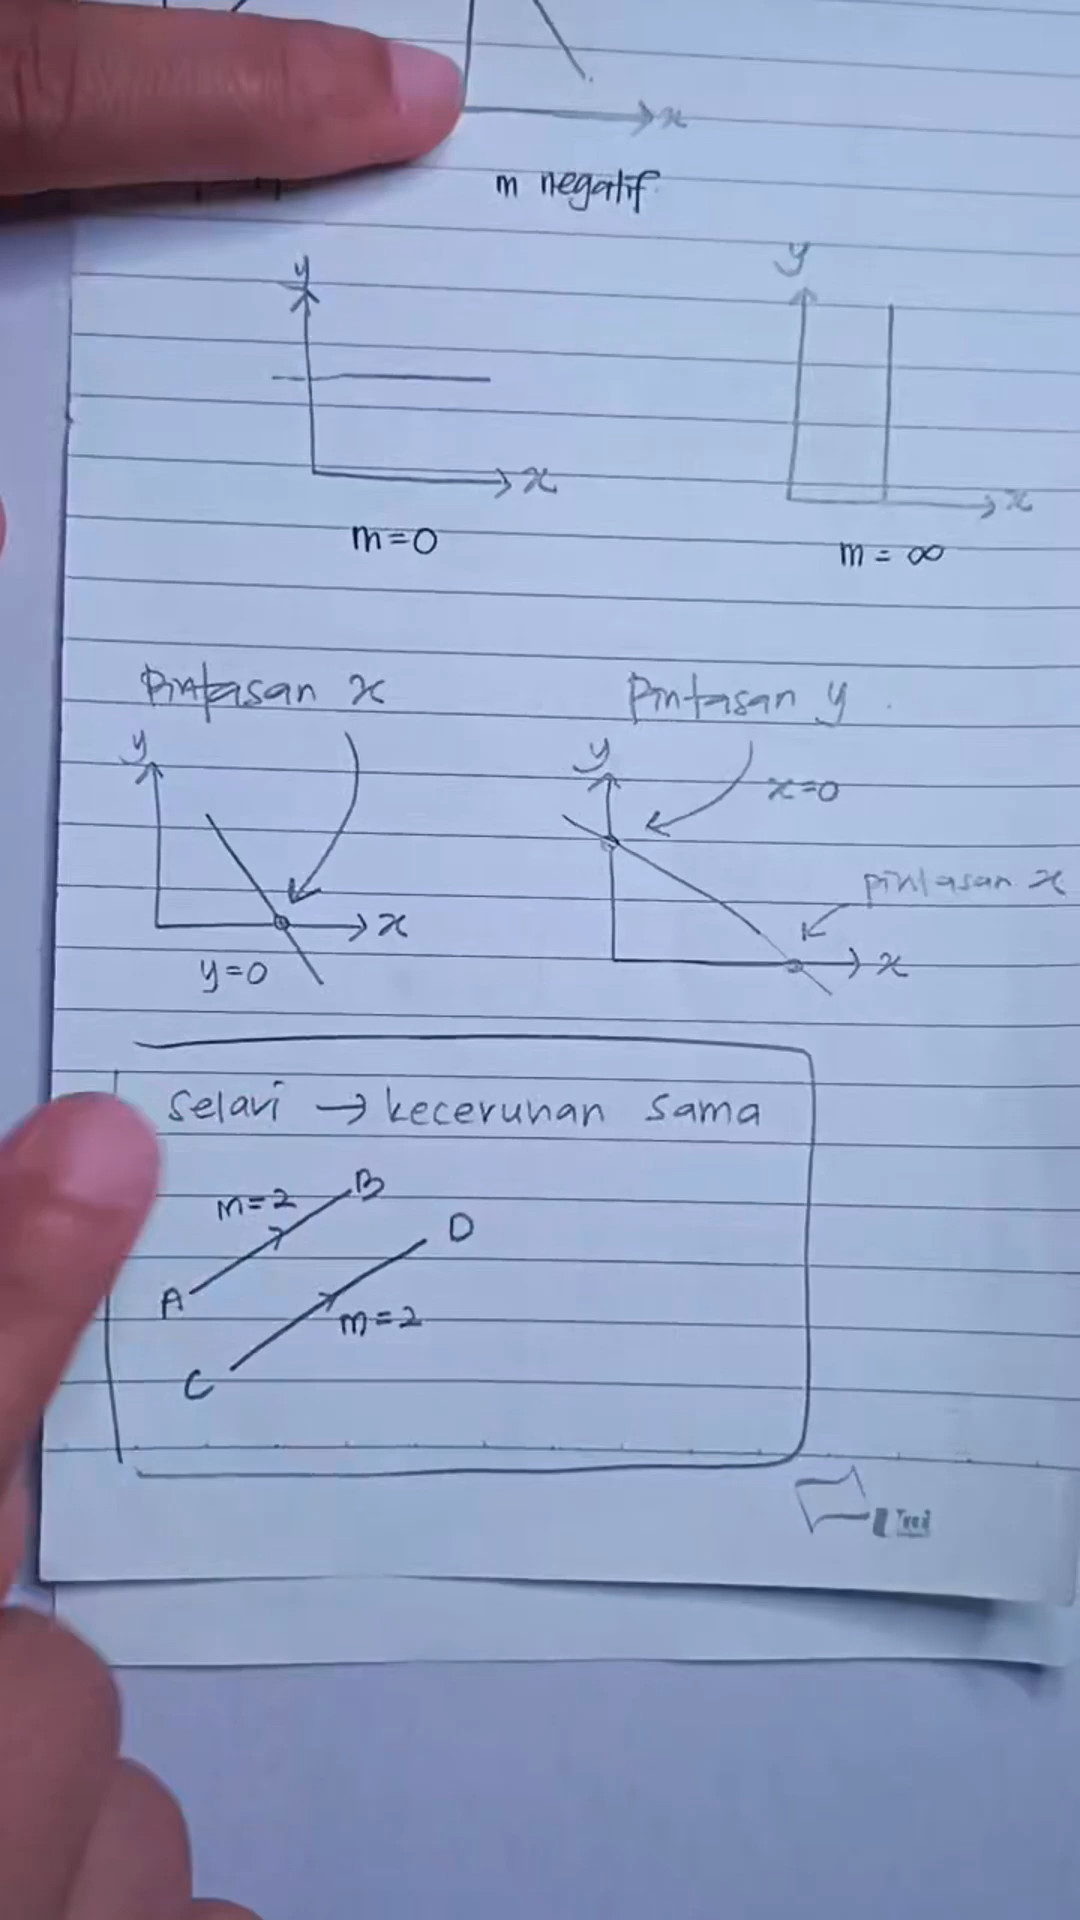 x
m negatif
y
y
x
x
m=0
m = ∞
Pintasan x
Pintasan y
y
y
x=0
pintasan x
x
x
y=0
Selari → kecerunan sama
m=2
B
D
A
m=2
C